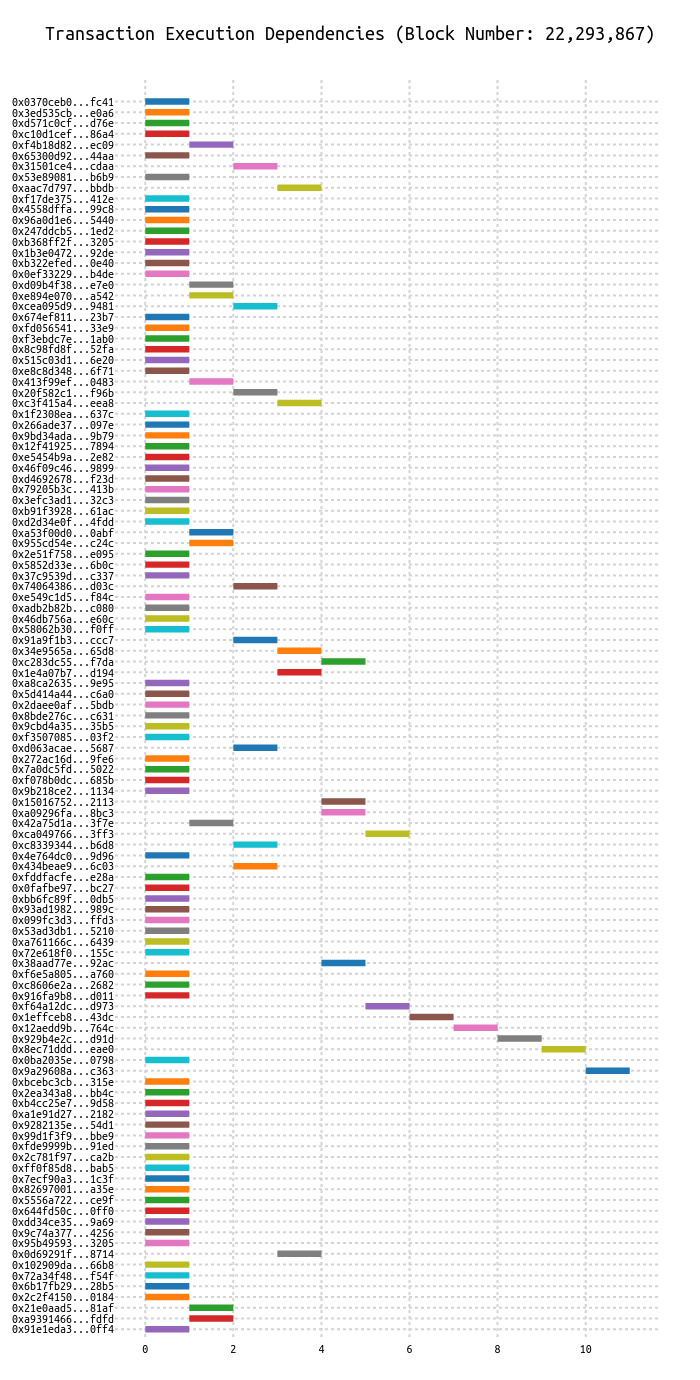 Transaction Execution Dependencies (Block Number: 22,293,867)
0x0370ceb0...fc41
0x3ed535cb...e0a6
0xd571c0cf...d76e
0xc10d1cef...86a4
0xf4b18d82...ec09
0x65300d92...44aa
0x31501ce4...cdaa
0x53e89081...b6b9
0xaac7d797...bbdb
0xf17de375...412e
0x4558dffa...99c8
0x96a0d1e6...5440
0x247ddcb5...1ed2
0xb368ff2f...3205
0x1b3e0472...92de
0xb322efed...0e40
0x0ef33229...b4de
0xd09b4f38...e7e0
0xe894e070...a542
0xcea095d9...9481
0x674ef811...23b7
0xfd056541...33e9
0xf3ebdc7e...1ab0
0x8c98fd8f...52fa
0x515c03d1...6e20
0xe8c8d348...6f71
0x413f99ef...0483
0x20f582c1...f96b
0xc3f415a4...eea8
0x1f2308ea...637c
0x266ade37...097e
0x9bd34ada...9b79
0x12f41925...7894
0xe5454b9a...2e82
0x46f09c46...9899
0xd4692678...f23d
0x79205b3c...413b
0x3efc3ad1...32c3
0xb91f3928...61ac
0xd2d34e0f...4fdd
0xa53f00d0...0abf
0x955cd54e...c24c
0x2e51f758...e095
0x5852d33e...6b0c
0x37c9539d...c337
0x74064386...d03c
0xe549c1d5...f84c
0xadb2b82b...c080
0x46db756a...e60c
0x58062b30...f0ff
0x91a9f1b3...ccc7
0x34e9565a...65d8
0xc283dc55...f7da
0x1e4a07b7...d194
0xa8ca2635...9e95
0x5d414a44...c6a0
0x2daee0af...5bdb
0x8bde276c...c631
0x9cbd4a35...35b5
0xf3507085...03f2
0xd063acae...5687
0x272ac16d...9fe6
0x7a0dc5fd...5022
0xf078b0dc...685b
0x9b218ce2...1134
0x15016752...2113
0xa09296fa...8bc3
0x42a75d1a...3f7e
0xca049766...3ff3
0xc8339344...b6d8
0x4e764dc0...9d96
0x434beae9...6c03
0xfddfacfe...e28a
0x0fafbe97...bc27
0xbb6fc89f...0db5
0x93ad1982...989c
0x099fc3d3...ffd3
0x53ad3db1...5210
0xa761166c...6439
0x72e618f0...155c
0x38aad77e...92ac
0xf6e5a805...a760
0xc8606e2a...2682
0x916fa9b8...d011
0xf64a12dc...d973
0x1effceb8...43dc
0x12aedd9b...764c
0x929b4e2c...d91d
0x8ec71ddd...eae0
0x0ba2035e...0798
0x9a29608a...c363
0xbcebc3cb...315e
0x2ea343a8...bb4c
0xb4cc25e7...9d58
0xa1e91d27...2182
0x9282135e...54d1
0x99d1f3f9...bbe9
0xfde9999b...91ed
0x2c781f97...ca2b
0xff0f85d8...bab5
0x7ecf90a3...1c3f
0x82697001...a35e
0x5556a722...ce9f
0x644fd50c...0ff0
0xdd34ce35...9a69
0x9c74a377...4256
0x95b49593...3205
0x0d69291f...8714
0x102909da...66b8
0x72a34f48...f54f
0x6b17fb29...28b5
0x2c2f4150...0184
0x21e0aad5...81af
0xa9391466...fdfd
0x91e1eda3...0ff4
0 2 4 6 8 10